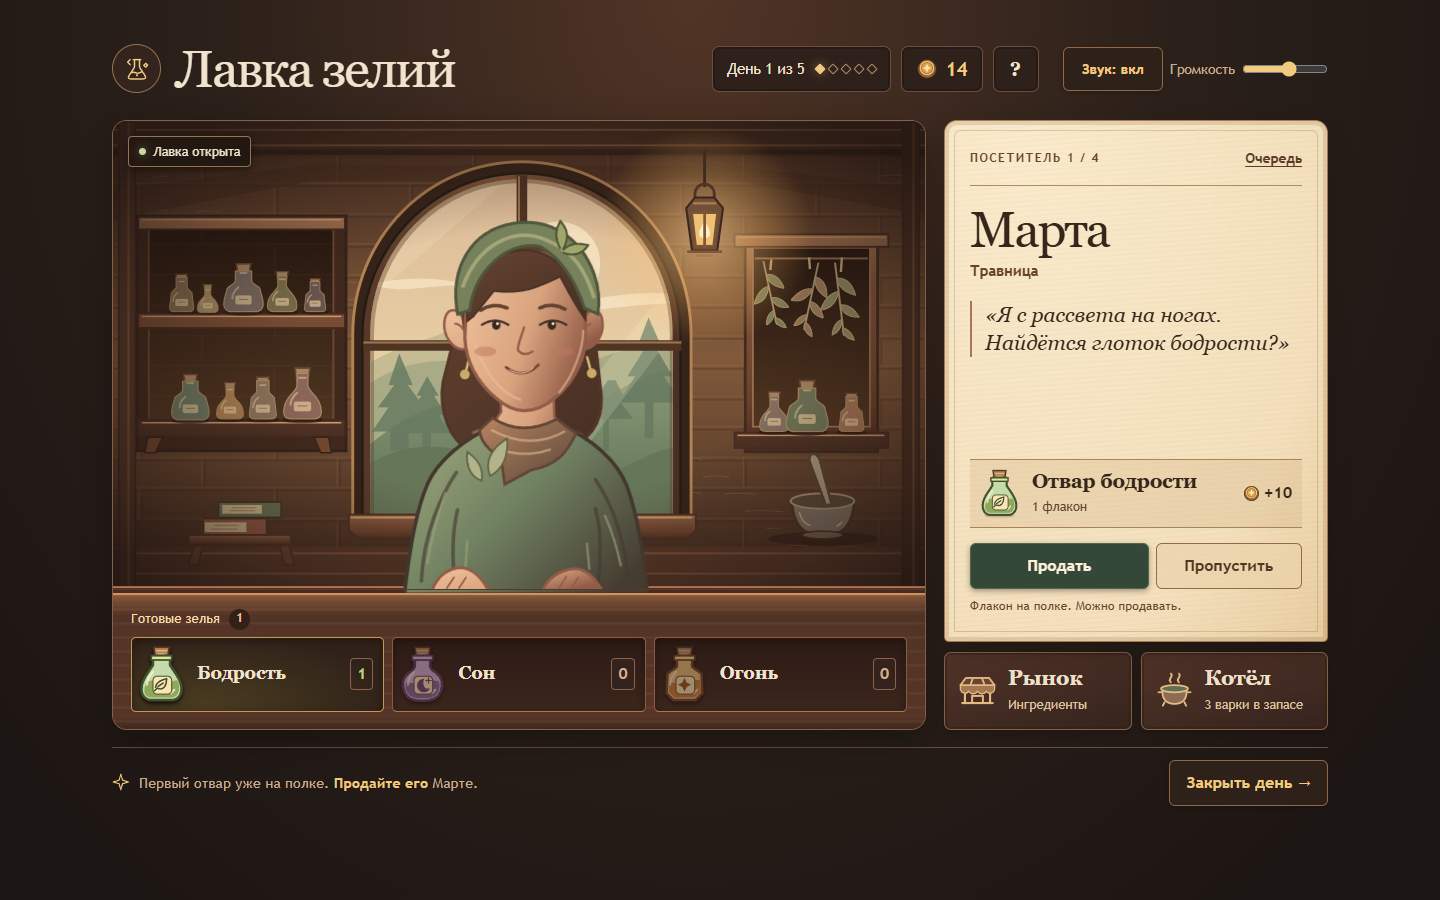 Лавка зелий
День 1 из 5
14
?
Звук: вкл
Громкость
Лавка открыта
ПОСЕТИТЕЛЬ 1 / 4
Очередь
Марта
Травница
«Я с рассвета на ногах.
Найдётся глоток бодрости?»
Отвар бодрости
1 флакон
+10
Продать
Пропустить
Флакон на полке. Можно продавать.
Готовые зелья 1
Бодрость
1
Сон
0
Огонь
0
Рынок
Ингредиенты
Котёл
3 варки в запасе
Первый отвар уже на полке. Продайте его Марте.
Закрыть день →